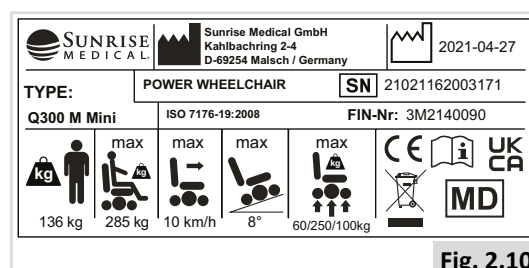 SUNRISE
MEDICAL.
Sunrise Medical GmbH
Kahlbachring 2-4
D-69254 Malsch / Germany
2021-04-27
TYPE:
POWER WHEELCHAIR
SN 21021162003171
Q300 M Mini
ISO 7176-19:2008
FIN-Nr: 3M2140090
max max max max
kg kg kg
136 kg 285 kg 10 km/h 8° 60/250/100kg
CE i UK
CA
MD
Fig. 2.10